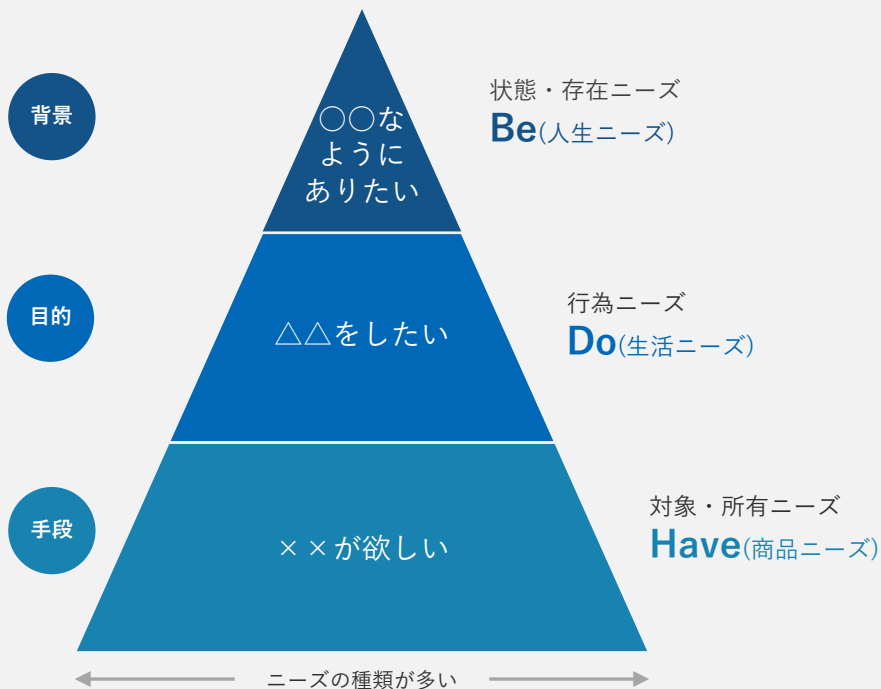 背景
○○な
ように
ありたい
状態・存在ニーズ
Be(人生ニーズ)
目的
△△をしたい
行為ニーズ
Do(生活ニーズ)
手段
××が欲しい
対象・所有ニーズ
Have(商品ニーズ)
ニーズの種類が多い